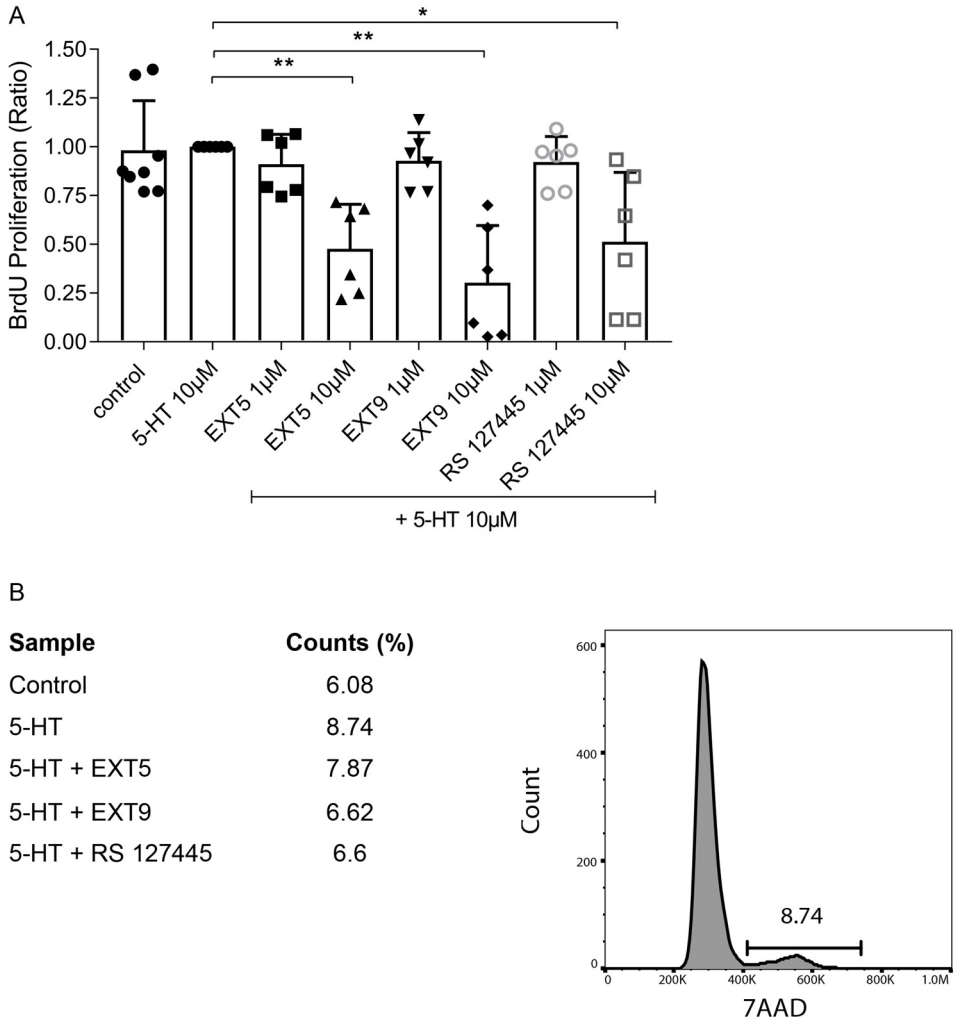 A
*
**
**
BrdU Proliferation (Ratio)
1.50
1.25
1.00
0.75
0.50
0.25
0.00
control
5-HT 10μM
EXT5 1μM
EXT5 10μM
EXT9 1μM
EXT9 10μM
RS 127445 1μM
RS 127445 10μM
+ 5-HT 10μM
B
Sample Counts (%)
Control 6.08
5-HT 8.74
5-HT + EXT5 7.87
5-HT + EXT9 6.62
5-HT + RS 127445 6.6
Count
600
400
200
0
8.74
0 200K 400K 600K 800K 1.0M
7AAD